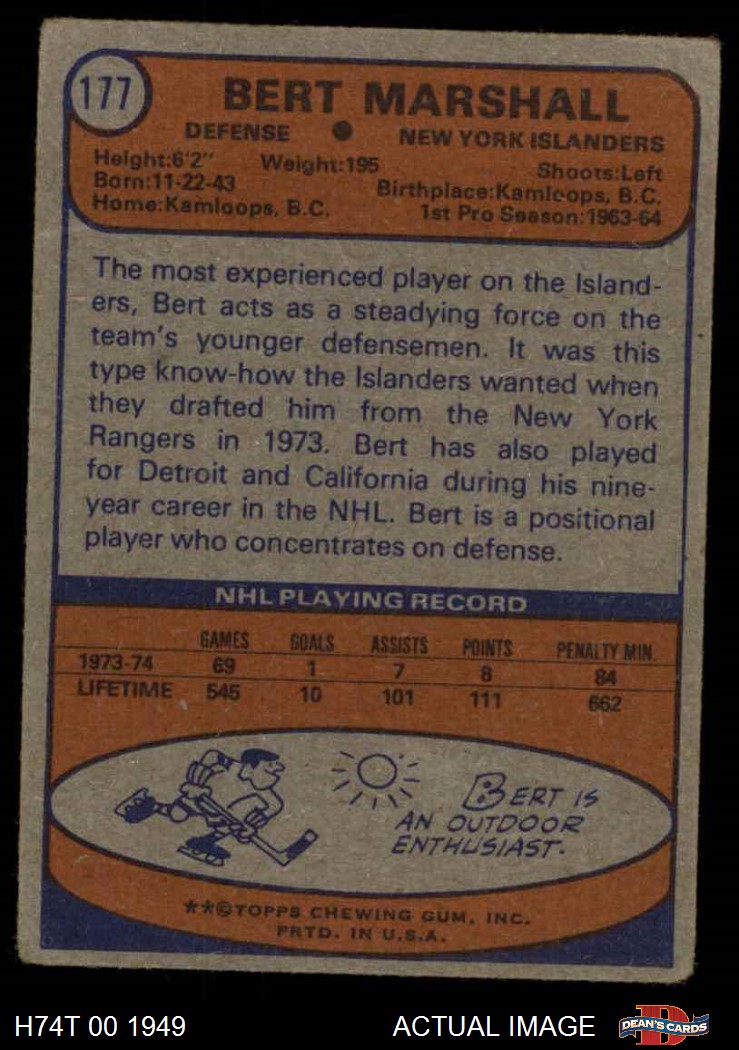 177
BERT MARSHALL
DEFENSE ● NEW YORK ISLANDERS
Height:6'2" Weight:195 Shoots:Left
Born:11-22-43 Birthplace:Kamloops, B.C.
Home:Kamloops, B.C. 1st Pro Season:1963-64
The most experienced player on the Island-
ers, Bert acts as a steadying force on the
team's younger defensemen. It was this
type know-how the Islanders wanted when
they drafted him from the New York
Rangers in 1973. Bert has also played
for Detroit and California during his nine-
year career in the NHL. Bert is a positional
player who concentrates on defense.
NHL PLAYING RECORD
GAMES GOALS ASSISTS POINTS PENALTY MIN.
1973-74 69 1 7 8 84
LIFETIME 545 10 101 111 662
BERT IS
AN OUTDOOR
ENTHUSIAST.
**©TOPPS CHEWING GUM, INC.
PRTD. IN U.S.A.
H74T 00 1949 ACTUAL IMAGE D DEAN'S CARDS